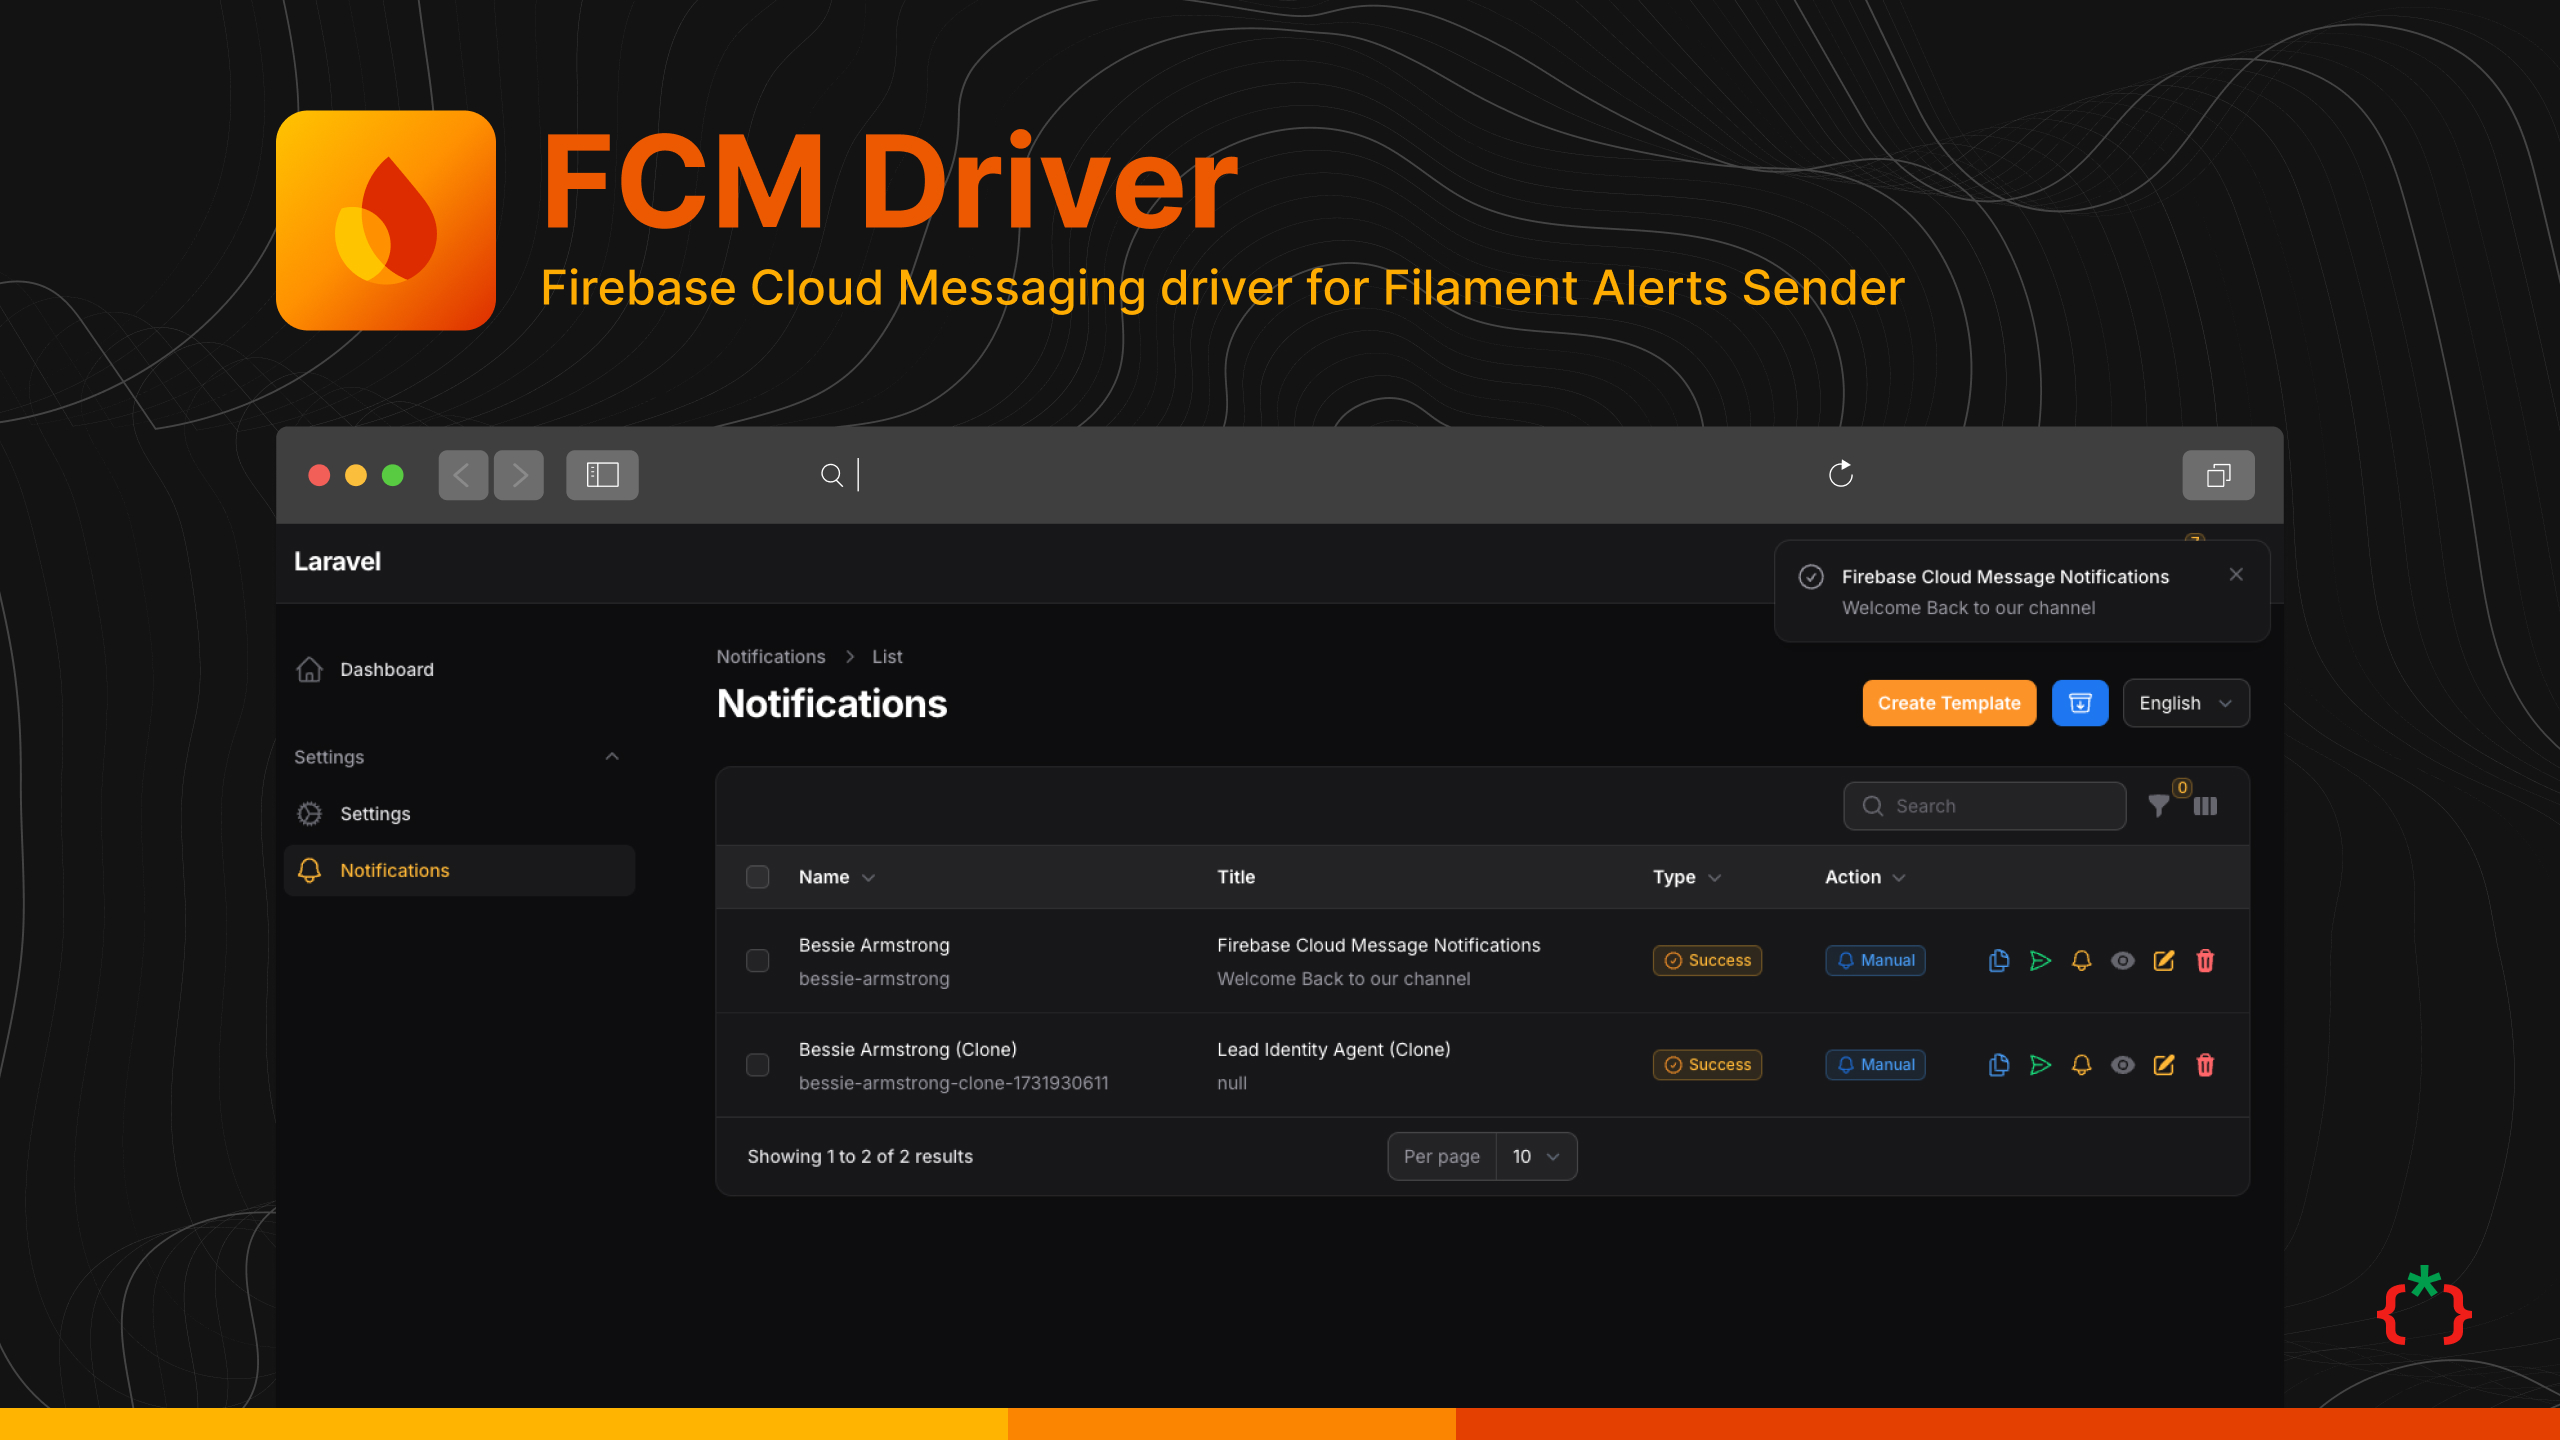 FCM Driver
Firebase Cloud Messaging driver for Filament Alerts Sender
Laravel
Firebase Cloud Message Notifications
Welcome Back to our channel
Dashboard
Settings
Settings
Notifications
Notifications > List
Notifications
Create Template
English
Search
0
Name
Title
Type
Action
Bessie Armstrong
bessie-armstrong
Firebase Cloud Message Notifications
Welcome Back to our channel
Success
Manual
Bessie Armstrong (Clone)
bessie-armstrong-clone-1731930611
Lead Identity Agent (Clone)
null
Success
Manual
Showing 1 to 2 of 2 results
Per page
10
{*}